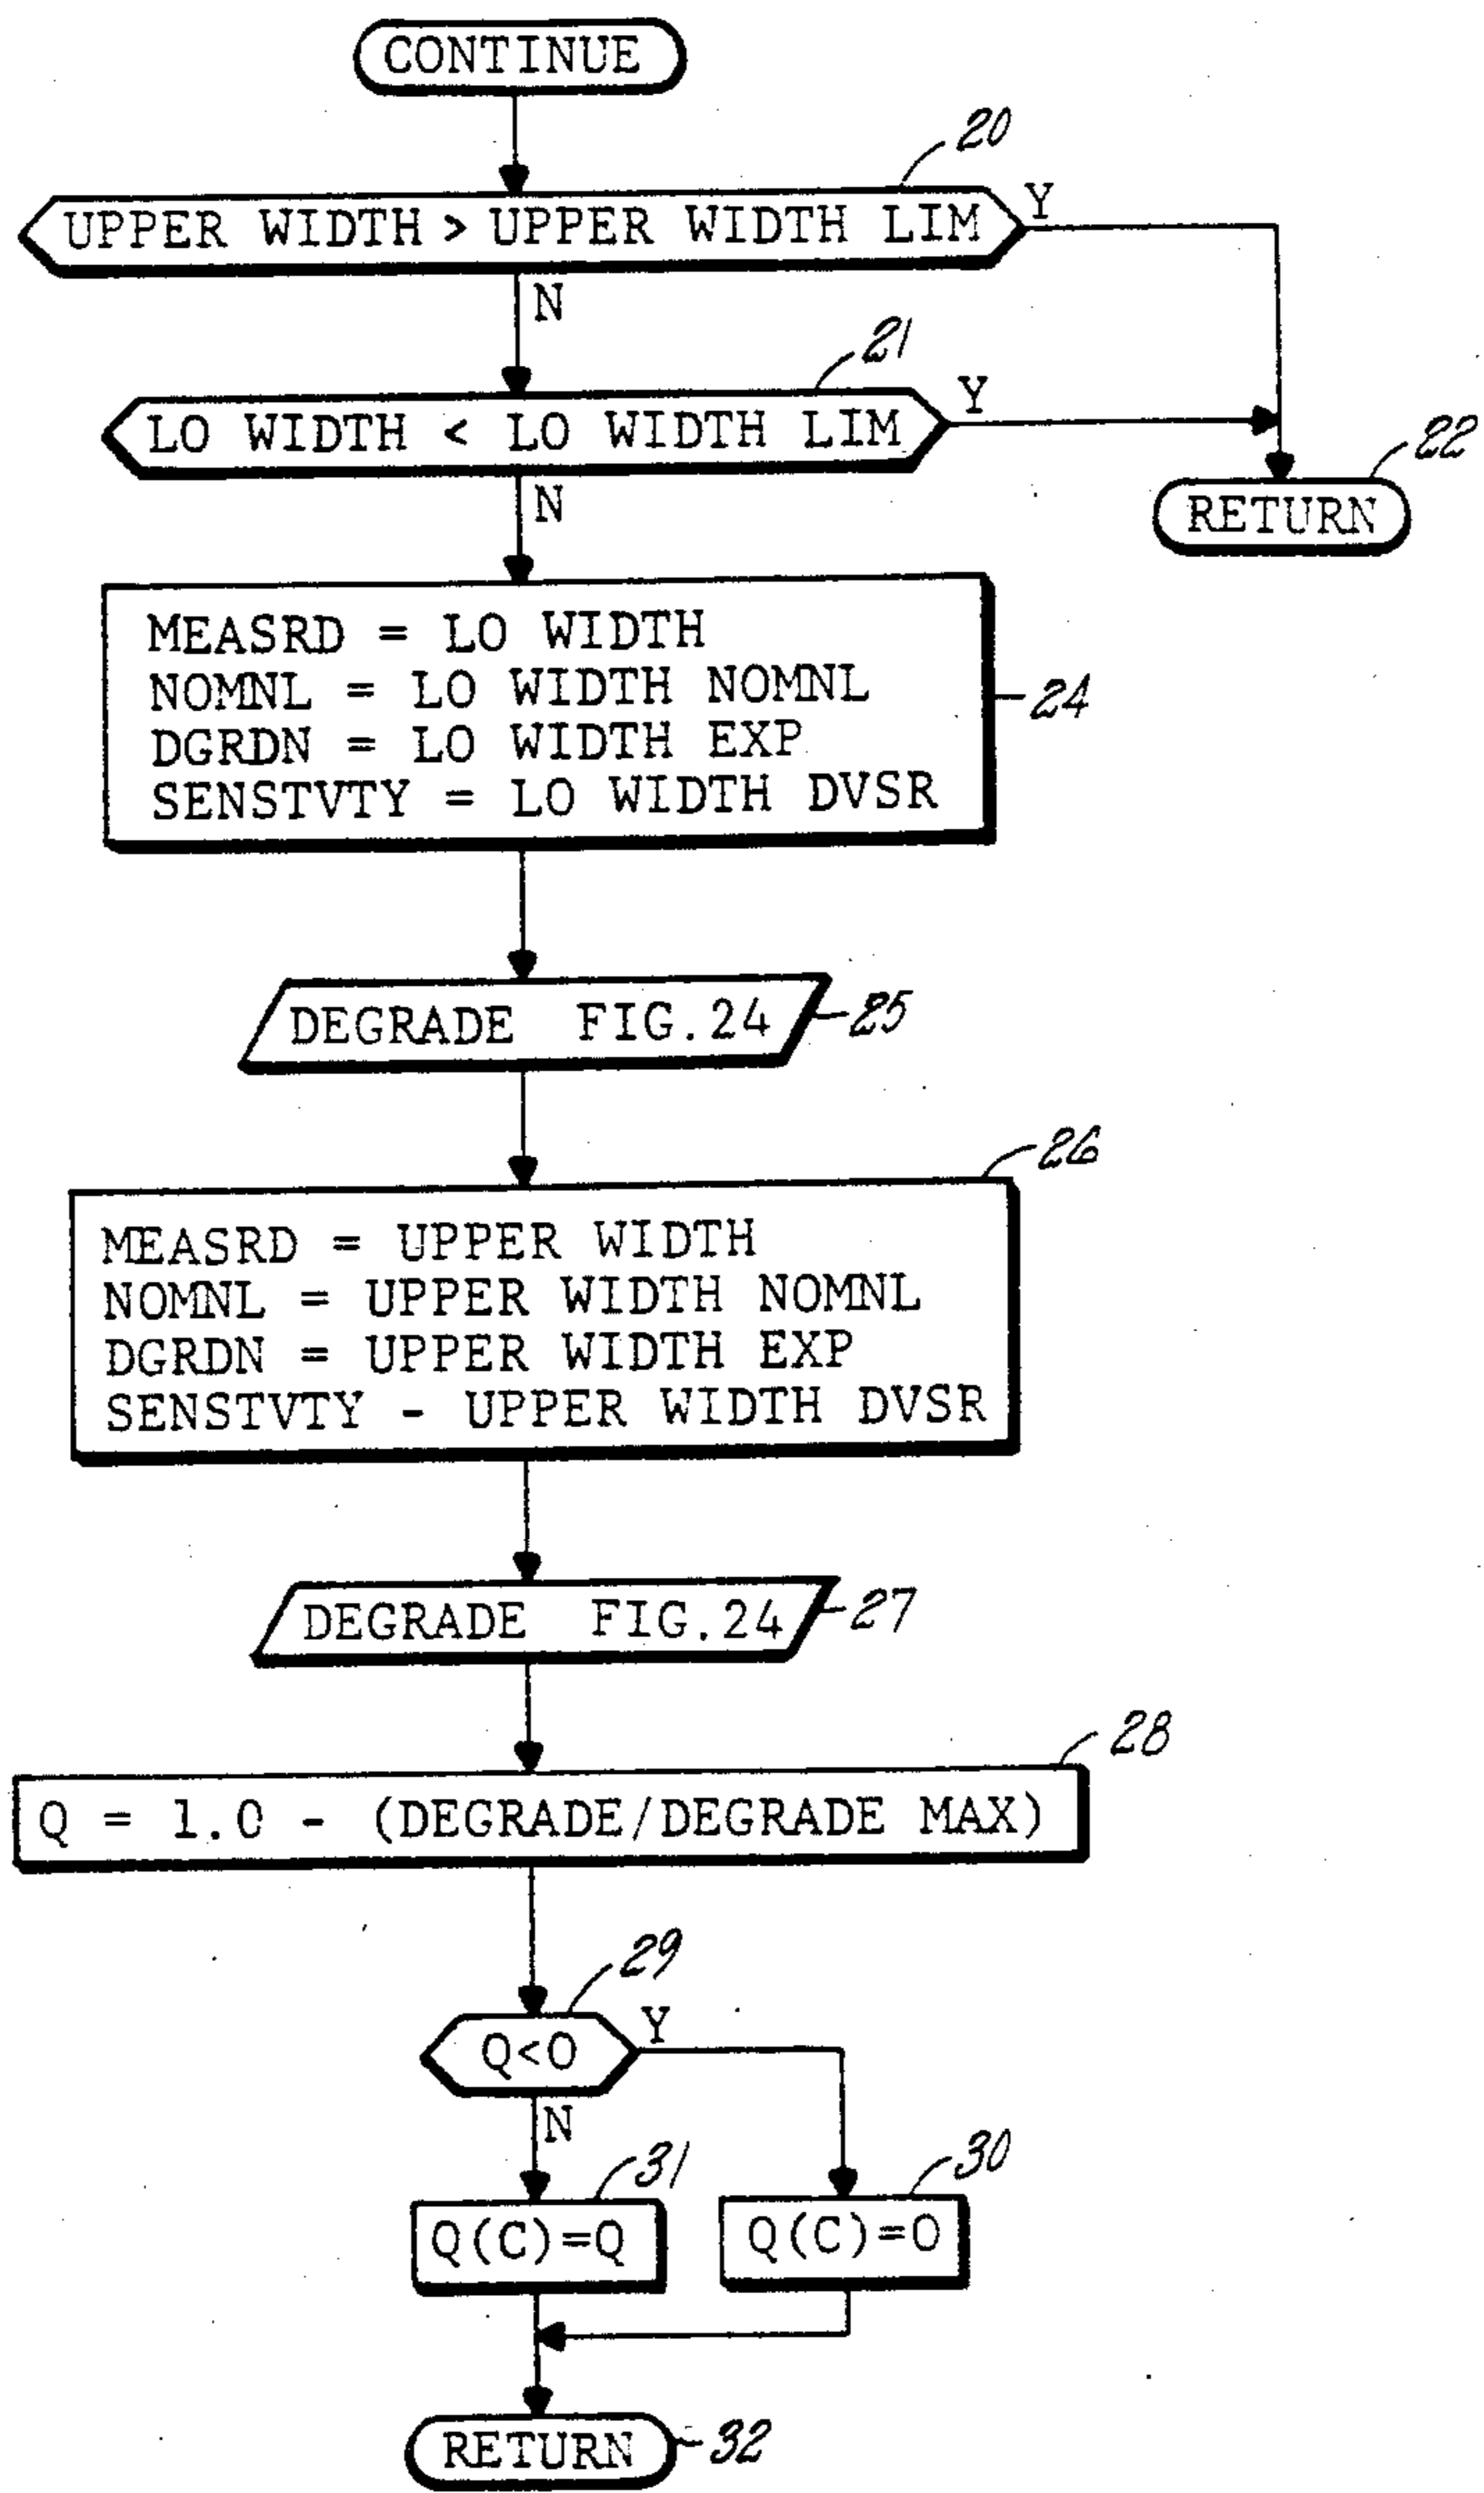 CONTINUE
20
UPPER WIDTH > UPPER WIDTH LIM
Y
N
21
LO WIDTH < LO WIDTH LIM
Y
N
22
RETURN
MEASRD = LO WIDTH
NOMNL = LO WIDTH NOMNL
DGRDN = LO WIDTH EXP
SENSTVTY = LO WIDTH DVSR
24
DEGRADE FIG.24
25
26
MEASRD = UPPER WIDTH
NOMNL = UPPER WIDTH NOMNL
DGRDN = UPPER WIDTH EXP
SENSTVTY - UPPER WIDTH DVSR
DEGRADE FIG.24
27
28
Q = 1.0 - (DEGRADE/DEGRADE MAX)
29
Q<0
Y
N
31
30
Q(C)=Q
Q(C)=0
RETURN
32